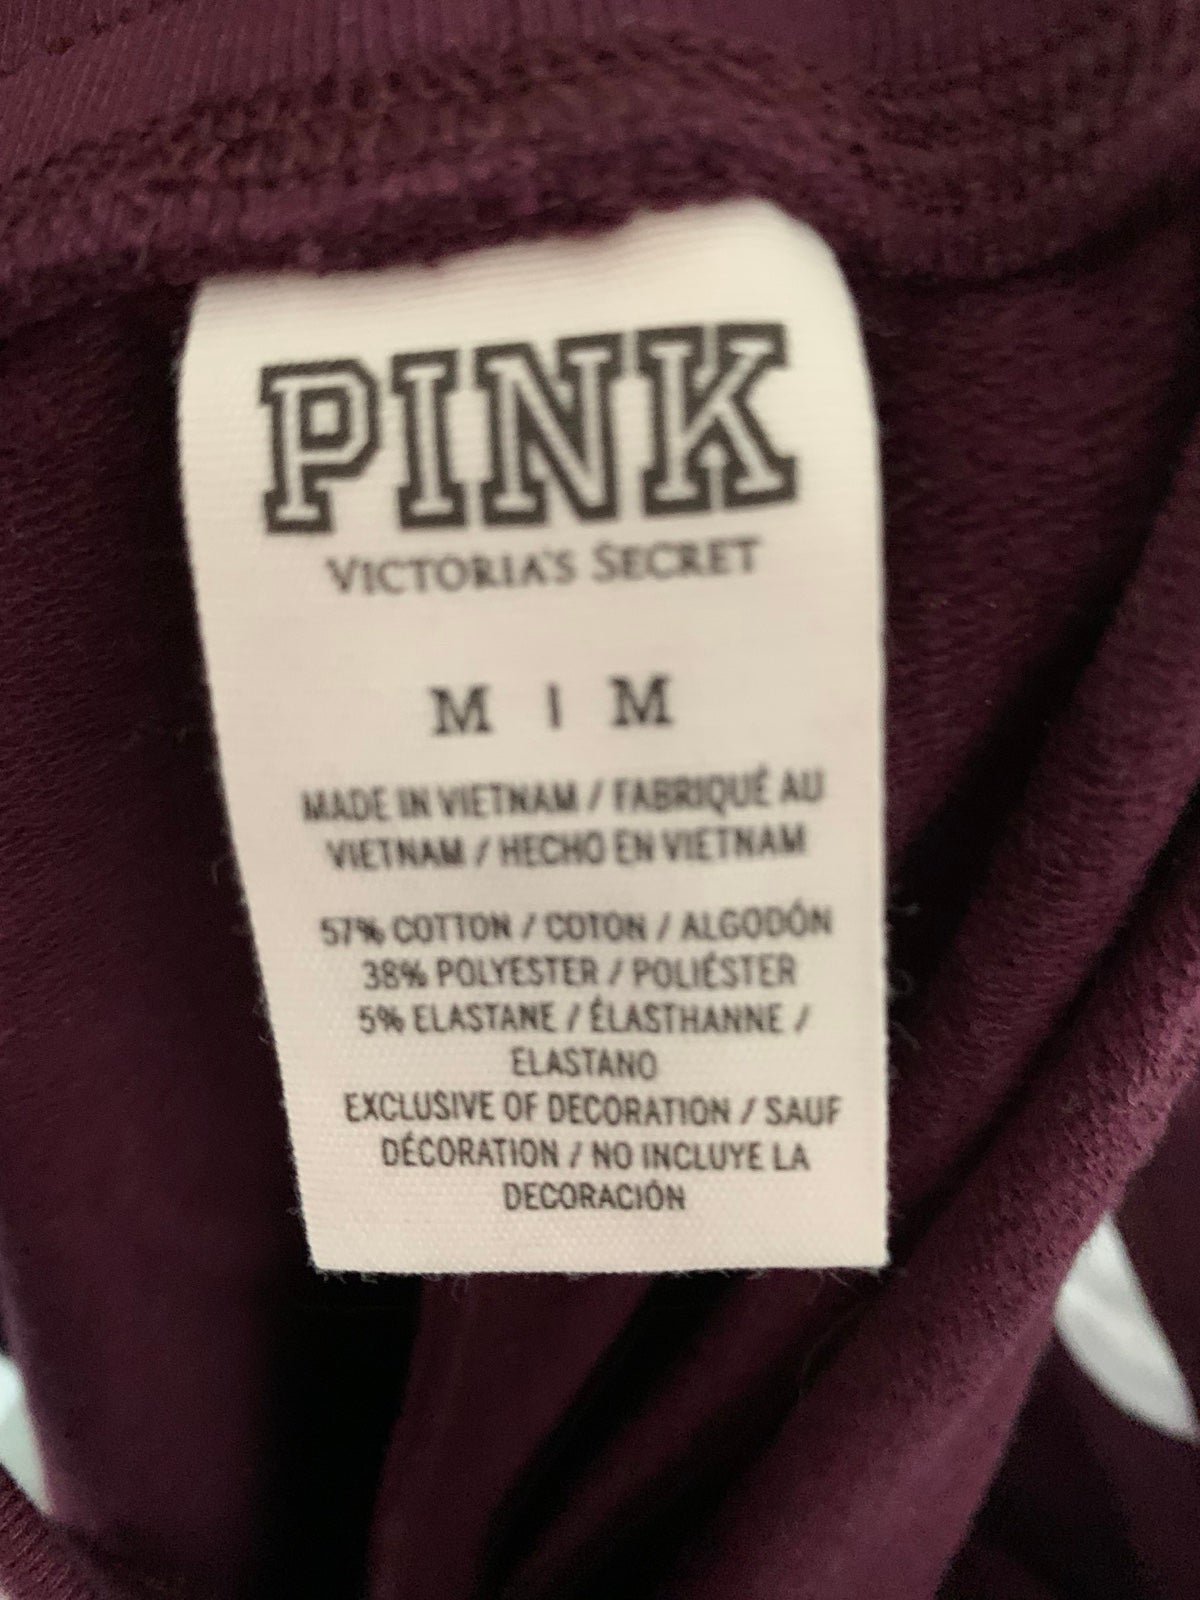 PINK
VICTORIA'S SECRET
M | M
MADE IN VIETNAM / FABRIQUÉ AU
VIETNAM / HECHO EN VIETNAM
57% COTTON / COTON / ALGODÓN
38% POLYESTER / POLIÉSTER
5% ELASTANE / ÉLASTHANNE /
ELASTANO
EXCLUSIVE OF DECORATION / SAUF
DÉCORATION / NO INCLUYE LA
DECORACIÓN